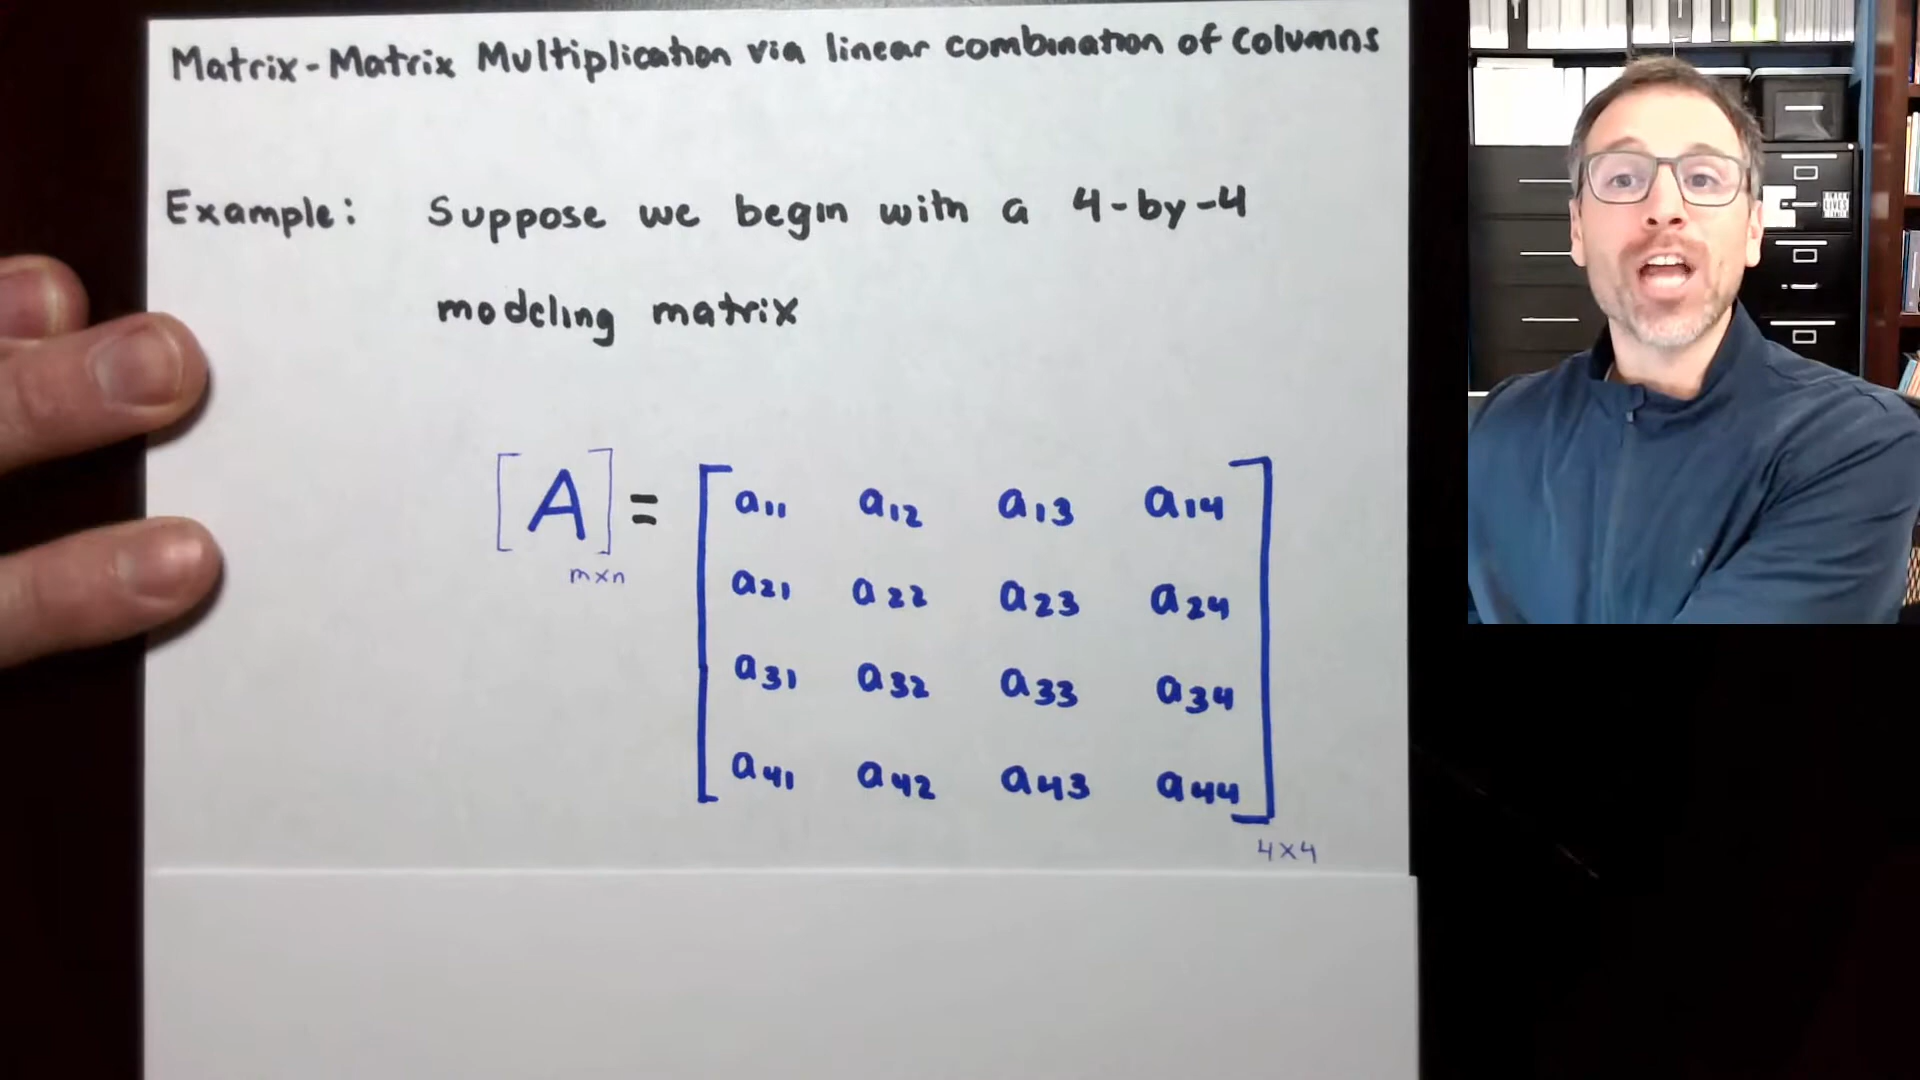 Matrix-Matrix Multiplication via linear combination of columns
Example: Suppose we begin with a 4-by-4
modeling matrix
[A] = [a11 a12 a13 a14
m×n
a21 a22 a23 a24
a31 a32 a33 a34
a41 a42 a43 a44]
4×4